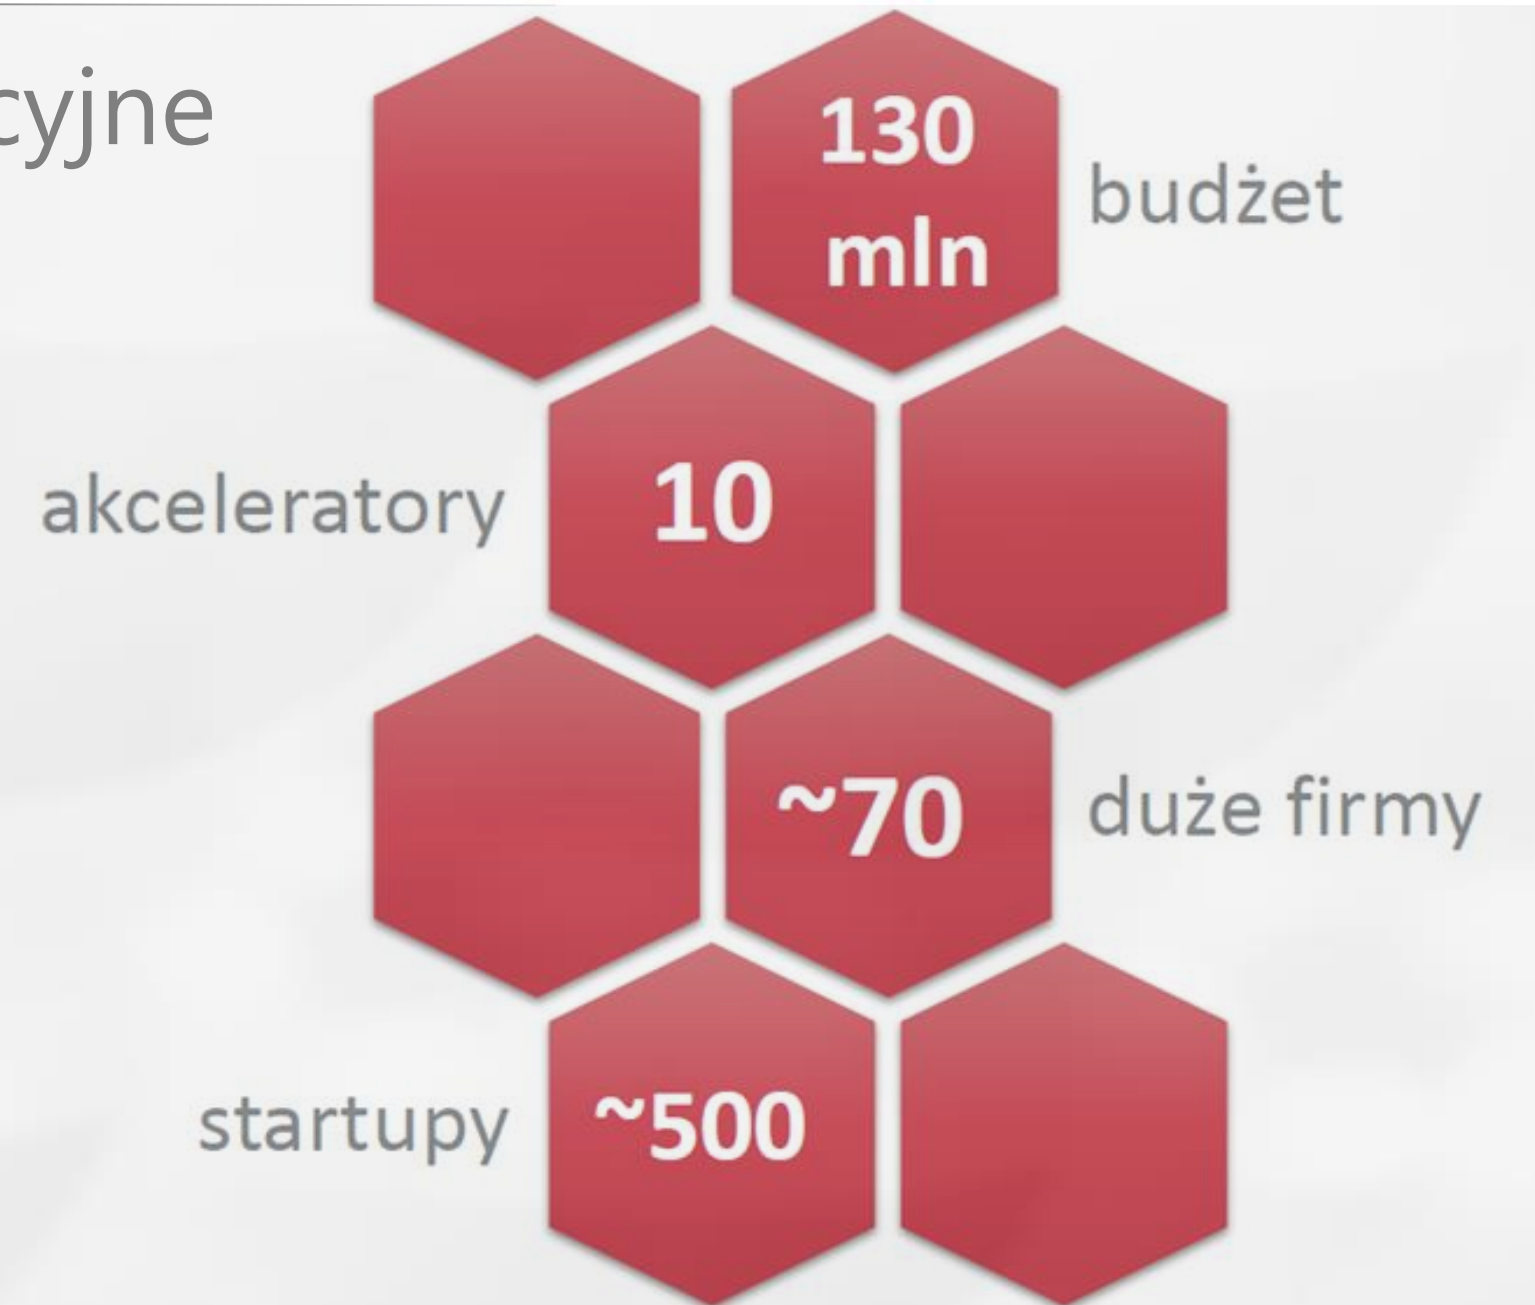 cyjne
130
mln
budżet
akceleratory
10
~70
duże firmy
startupy
~500